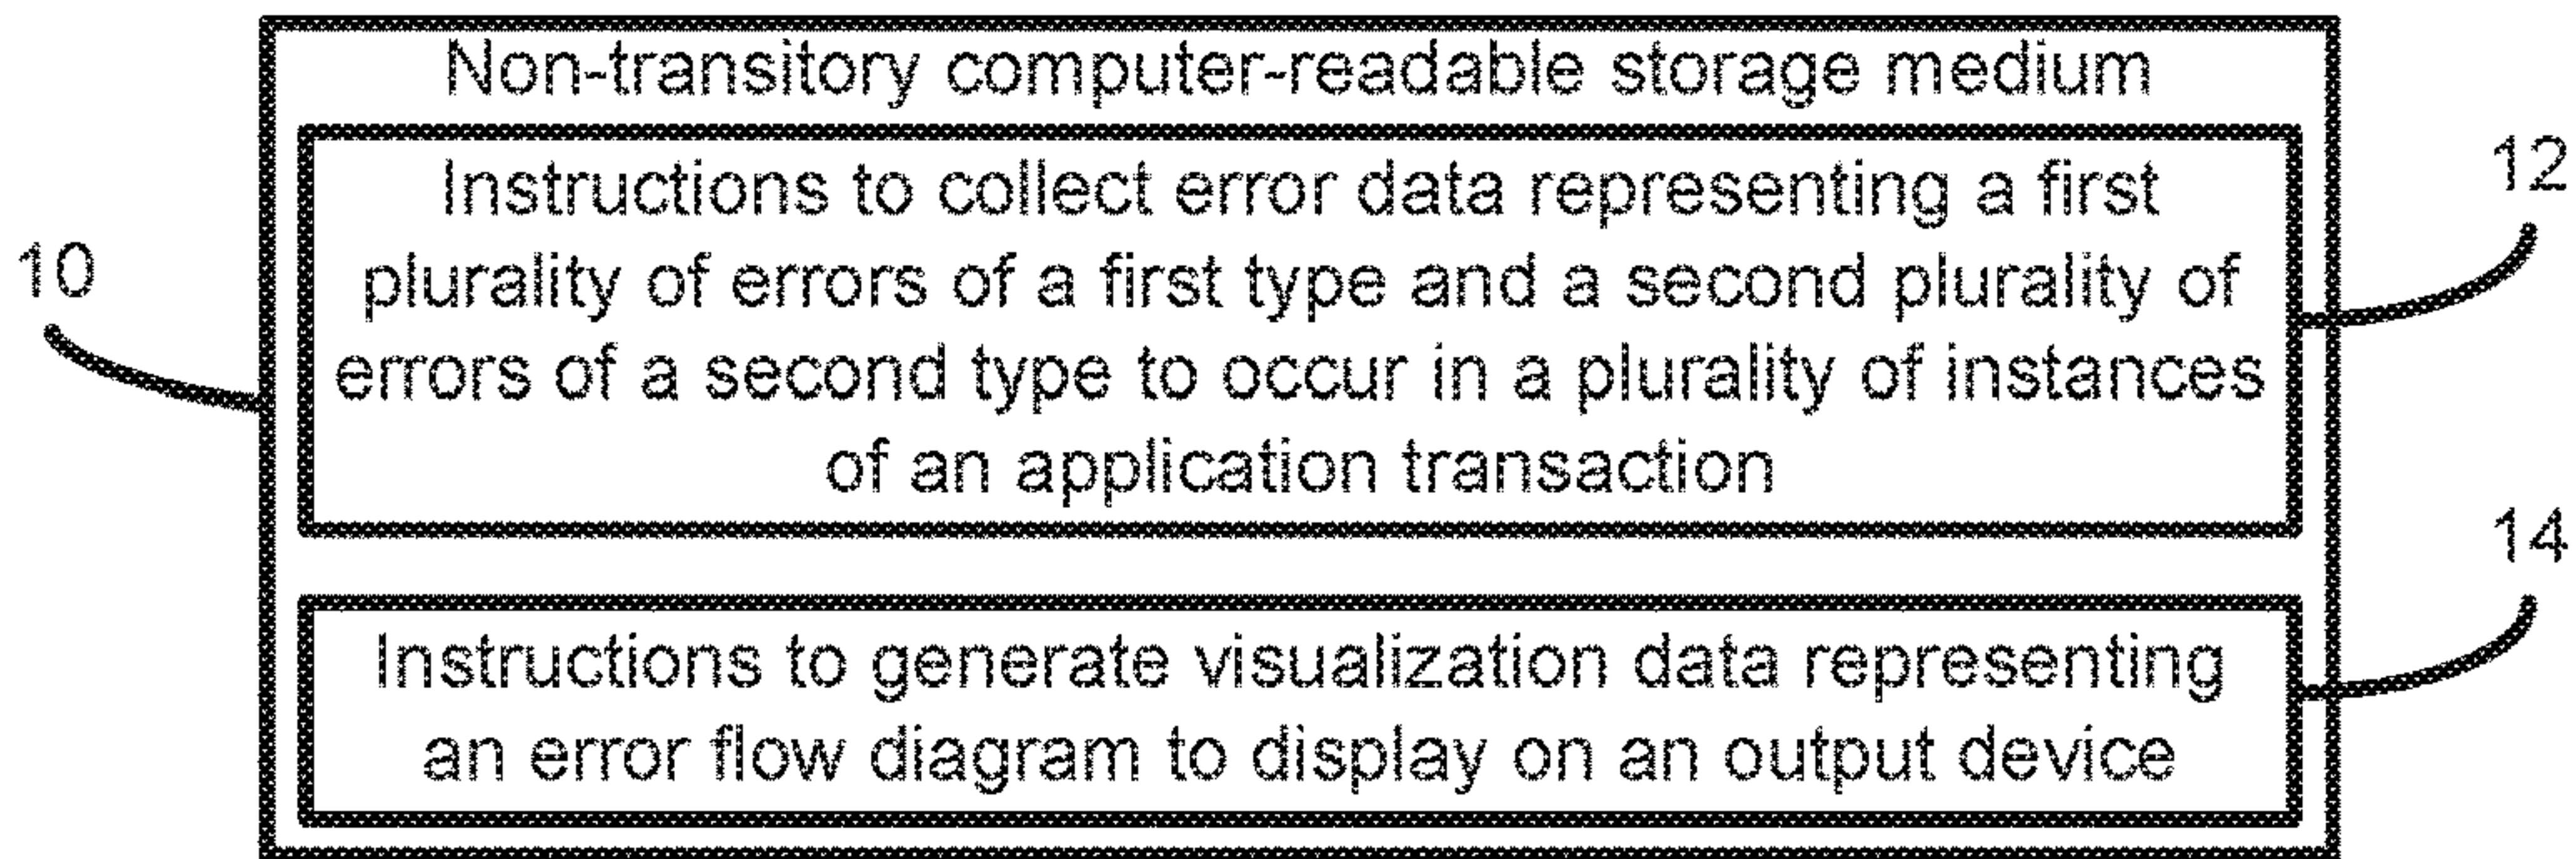 Non-transitory computer-readable storage medium
Instructions to collect error data representing a first
plurality of errors of a first type and a second plurality of
errors of a second type to occur in a plurality of instances
of an application transaction
12
10
Instructions to generate visualization data representing
an error flow diagram to display on an output device
14